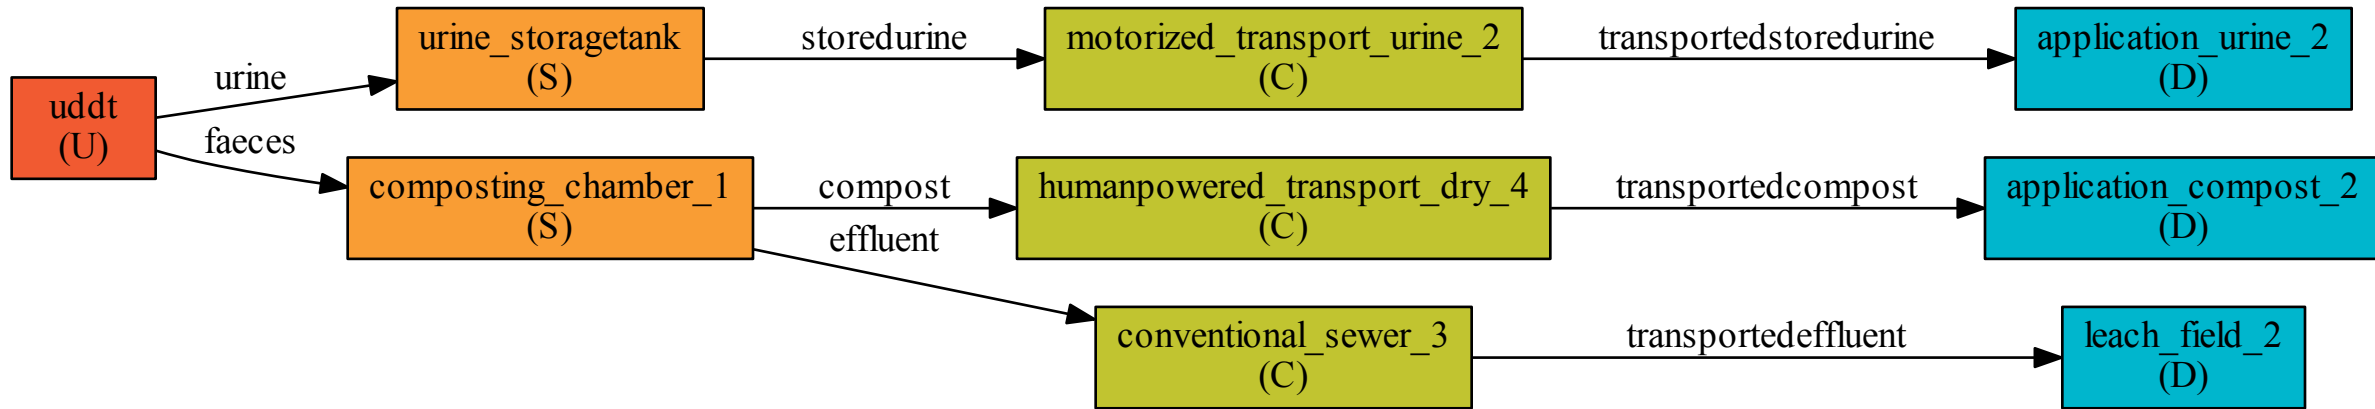 uddt
(U)
urine
faeces
urine_storagetank
(S)
storedurine
motorized_transport_urine_2
(C)
transportedstoredurine
application_urine_2
(D)
composting_chamber_1
(S)
compost
humanpowered_transport_dry_4
(C)
transportedcompost
application_compost_2
(D)
effluent
conventional_sewer_3
(C)
transportedeffluent
leach_field_2
(D)